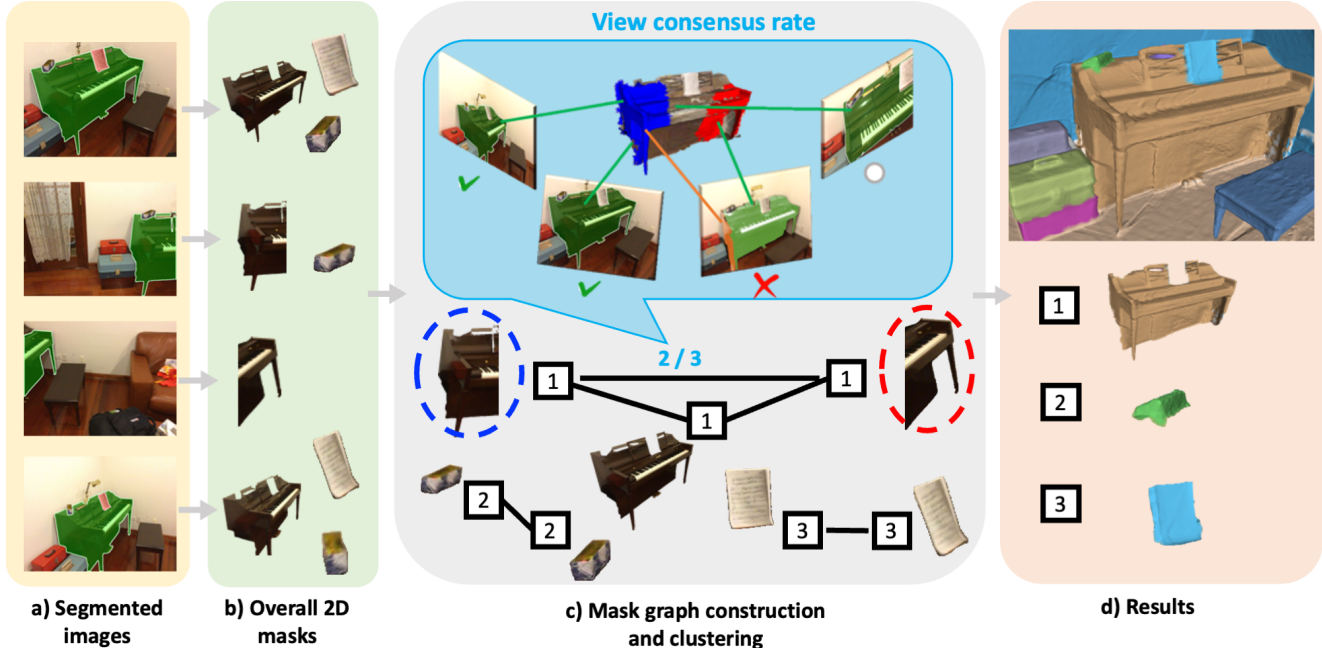 View consensus rate
2 / 3
1
1
1
2
2
3
3
1
2
3
a) Segmented
images
b) Overall 2D
masks
c) Mask graph construction
and clustering
d) Results